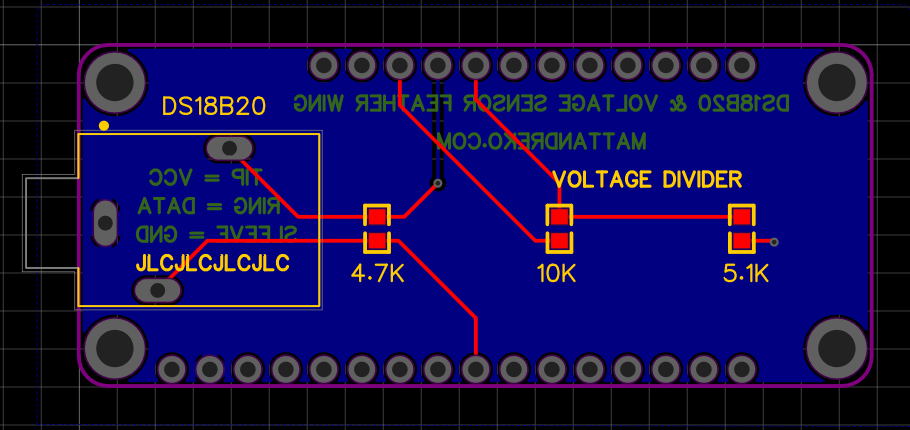 DS18B20
DS18B20 & VOLTAGE SENSOR FEATHER WING
MATTANDREKO.COM
VOLTAGE DIVIDER
TIP = VCC
RING = DATA
SLEEVE = GND
JLCJLCJLCJLC
4.7K
10K
5.1K